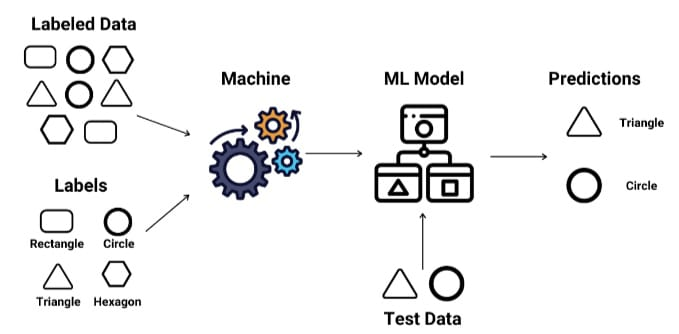 Labeled Data
Machine
ML Model
Predictions
Triangle
Circle
Labels
Rectangle
Circle
Triangle
Hexagon
Test Data